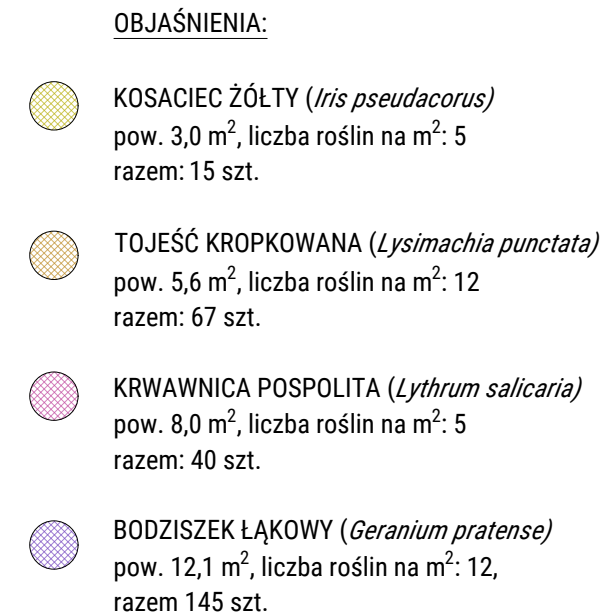 OBJAŚNIENIA:
KOSACIEC ŻÓŁTY (Iris pseudacorus)
pow. 3,0 m², liczba roślin na m²: 5
razem: 15 szt.
TOJEŚĆ KROPKOWANA (Lysimachia punctata)
pow. 5,6 m², liczba roślin na m²: 12
razem: 67 szt.
KRWAWNICA POSPOLITA (Lythrum salicaria)
pow. 8,0 m², liczba roślin na m²: 5
razem: 40 szt.
BODZISZEK ŁĄKOWY (Geranium pratense)
pow. 12,1 m², liczba roślin na m²: 12,
razem 145 szt.